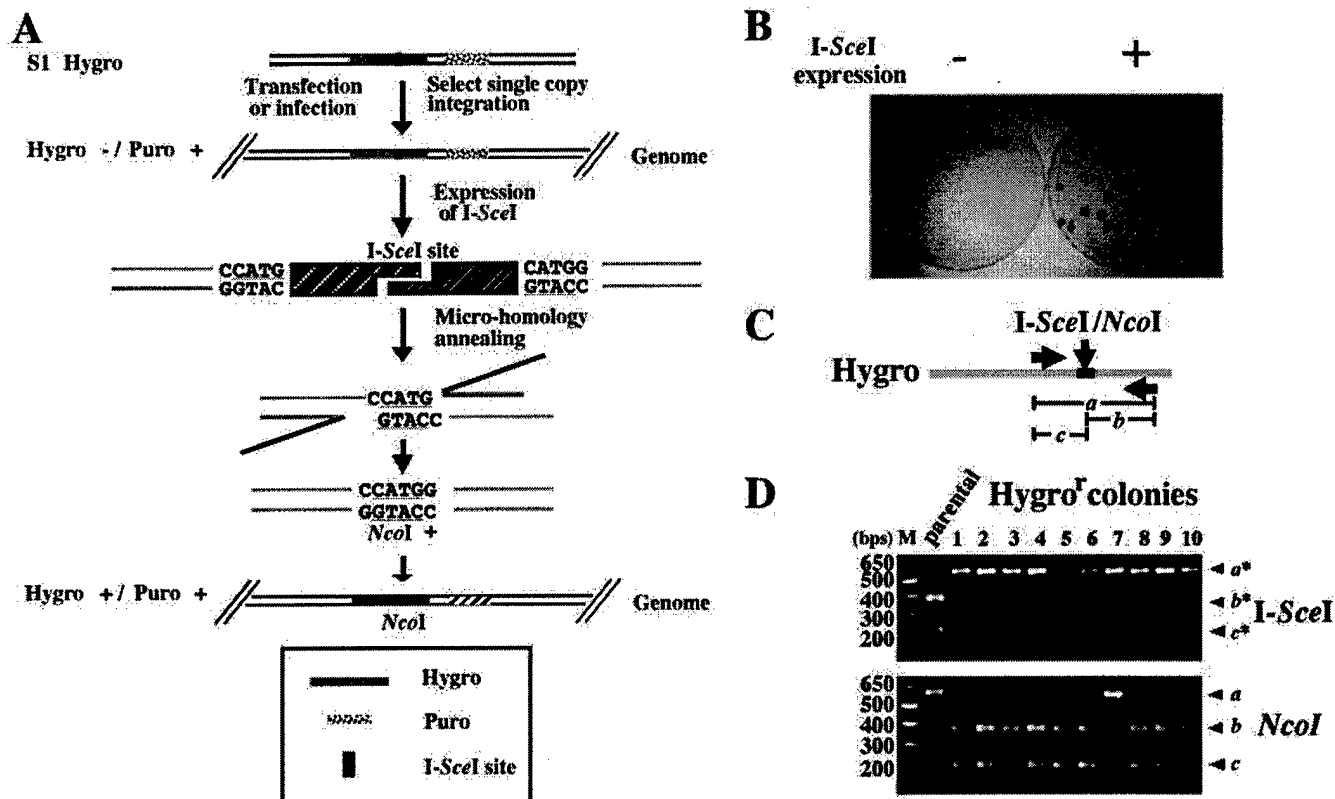 A
S1 Hygro
Transfection or infection
Select single copy integration
Hygro - / Puro +
Genome
Expression of I-SceI
I-SceI site
CCATG CATGG
GGTAC GTACC
Micro-homology annealing
CCATG
GTACC
CCATGG
GGTACC
NcoI +
Hygro + / Puro +
Genome
NcoI
Hygro
Puro
I-SceI site
B
I-SceI expression - +
C
I-SceI/NcoI
Hygro
a
b
c
D
Hygro^r colonies
(bps) M parental 1 2 3 4 5 6 7 8 9 10
650
500
400
300
200
a*
b*
c*
I-SceI
650
500
400
300
200
a
b
c
NcoI